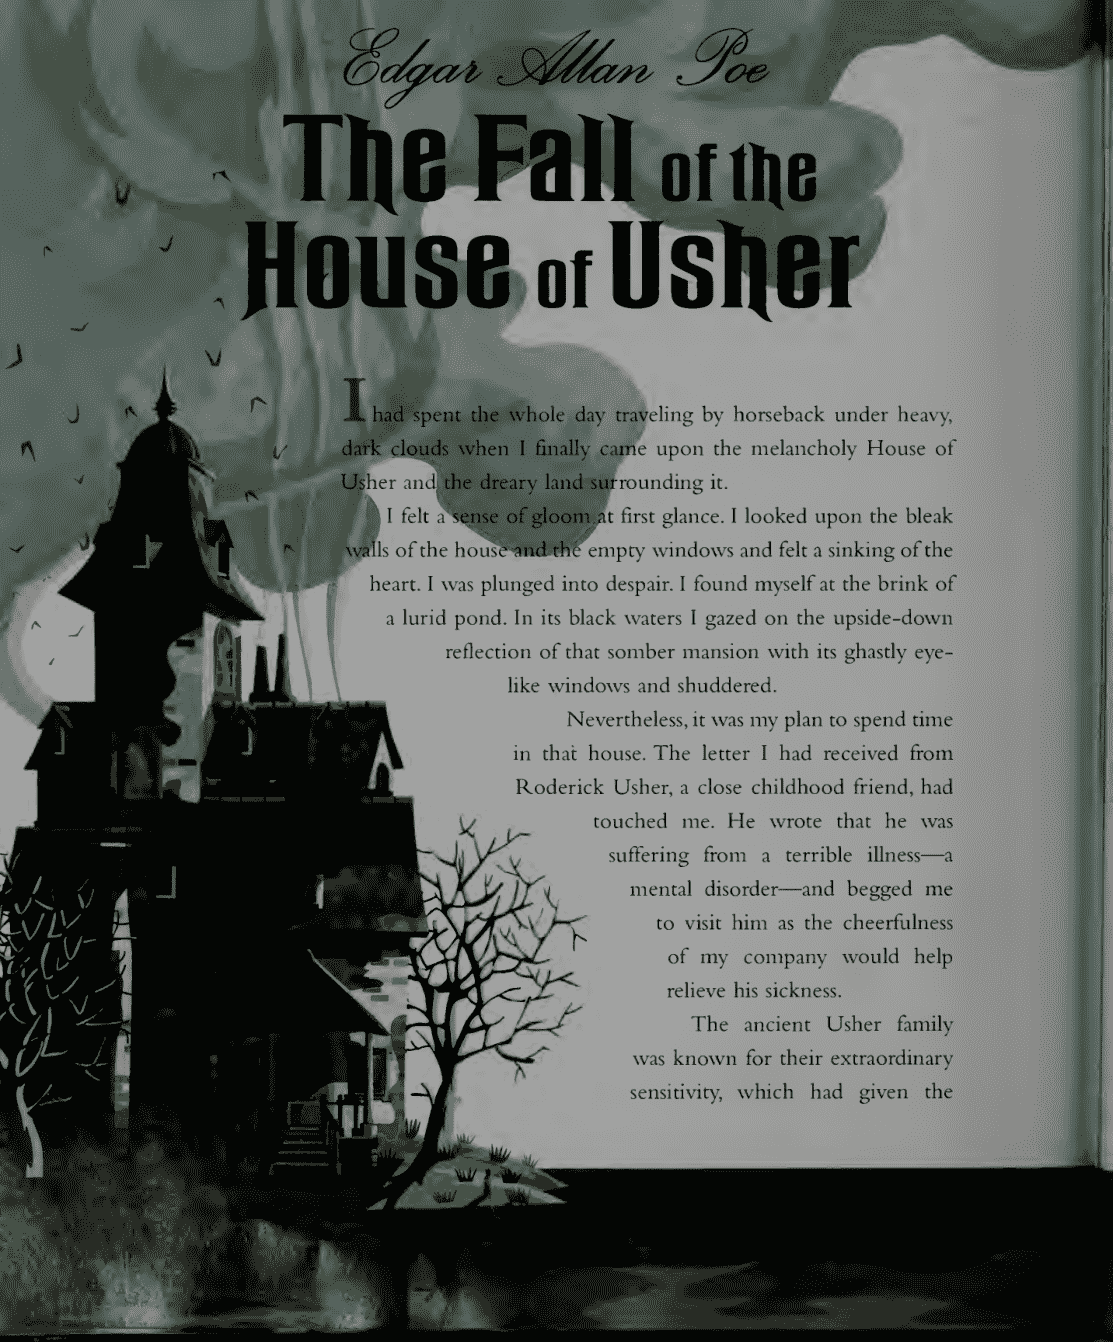 Edgar Allan Poe
The Fall of the
House of Usher
I had spent the whole day traveling by horseback under heavy,
dark clouds when I finally came upon the melancholy House of
Usher and the dreary land surrounding it.
I felt a sense of gloom at first glance. I looked upon the bleak
walls of the house and the empty windows and felt a sinking of the
heart. I was plunged into despair. I found myself at the brink of
a lurid pond. In its black waters I gazed on the upside-down
reflection of that somber mansion with its ghastly eye-
like windows and shuddered.
Nevertheless, it was my plan to spend time
in that house. The letter I had received from
Roderick Usher, a close childhood friend, had
touched me. He wrote that he was
suffering from a terrible illness—a
mental disorder—and begged me
to visit him as the cheerfulness
of my company would help
relieve his sickness.
The ancient Usher family
was known for their extraordinary
sensitivity, which had given the